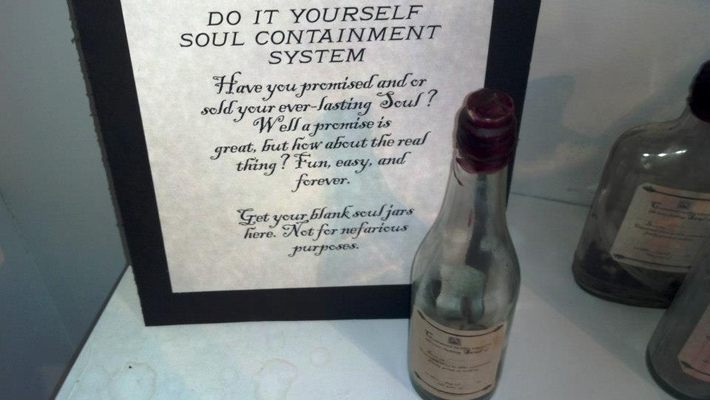 DO IT YOURSELF
SOUL CONTAINMENT
SYSTEM
Have you promised and or
sold your ever-lasting Soul?
Well a promise is
great, but how about the real
thing? Fun, easy, and
forever.
Get your blank soul jars
here. Not for nefarious
purposes.